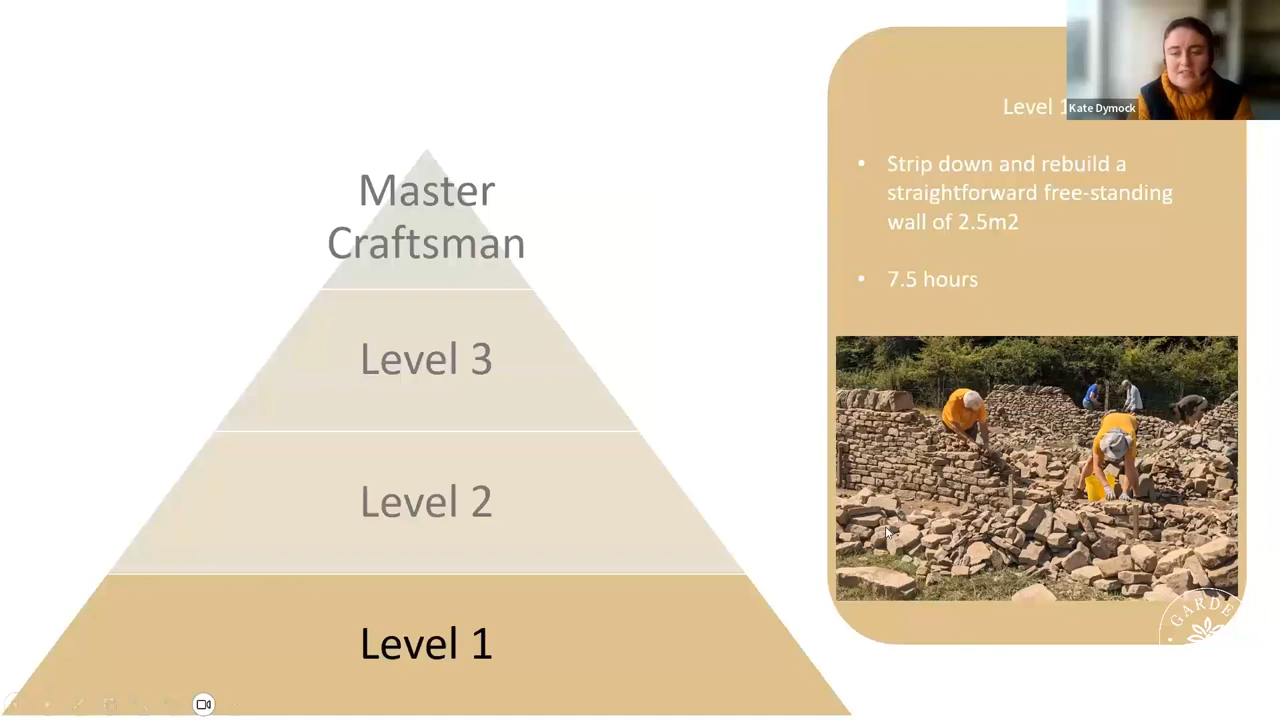 Master
Craftsman
Level 3
Level 2
Level 1
Level 1
Kate Dymock
• Strip down and rebuild a
straightforward free-standing
wall of 2.5m2
• 7.5 hours
GARDE